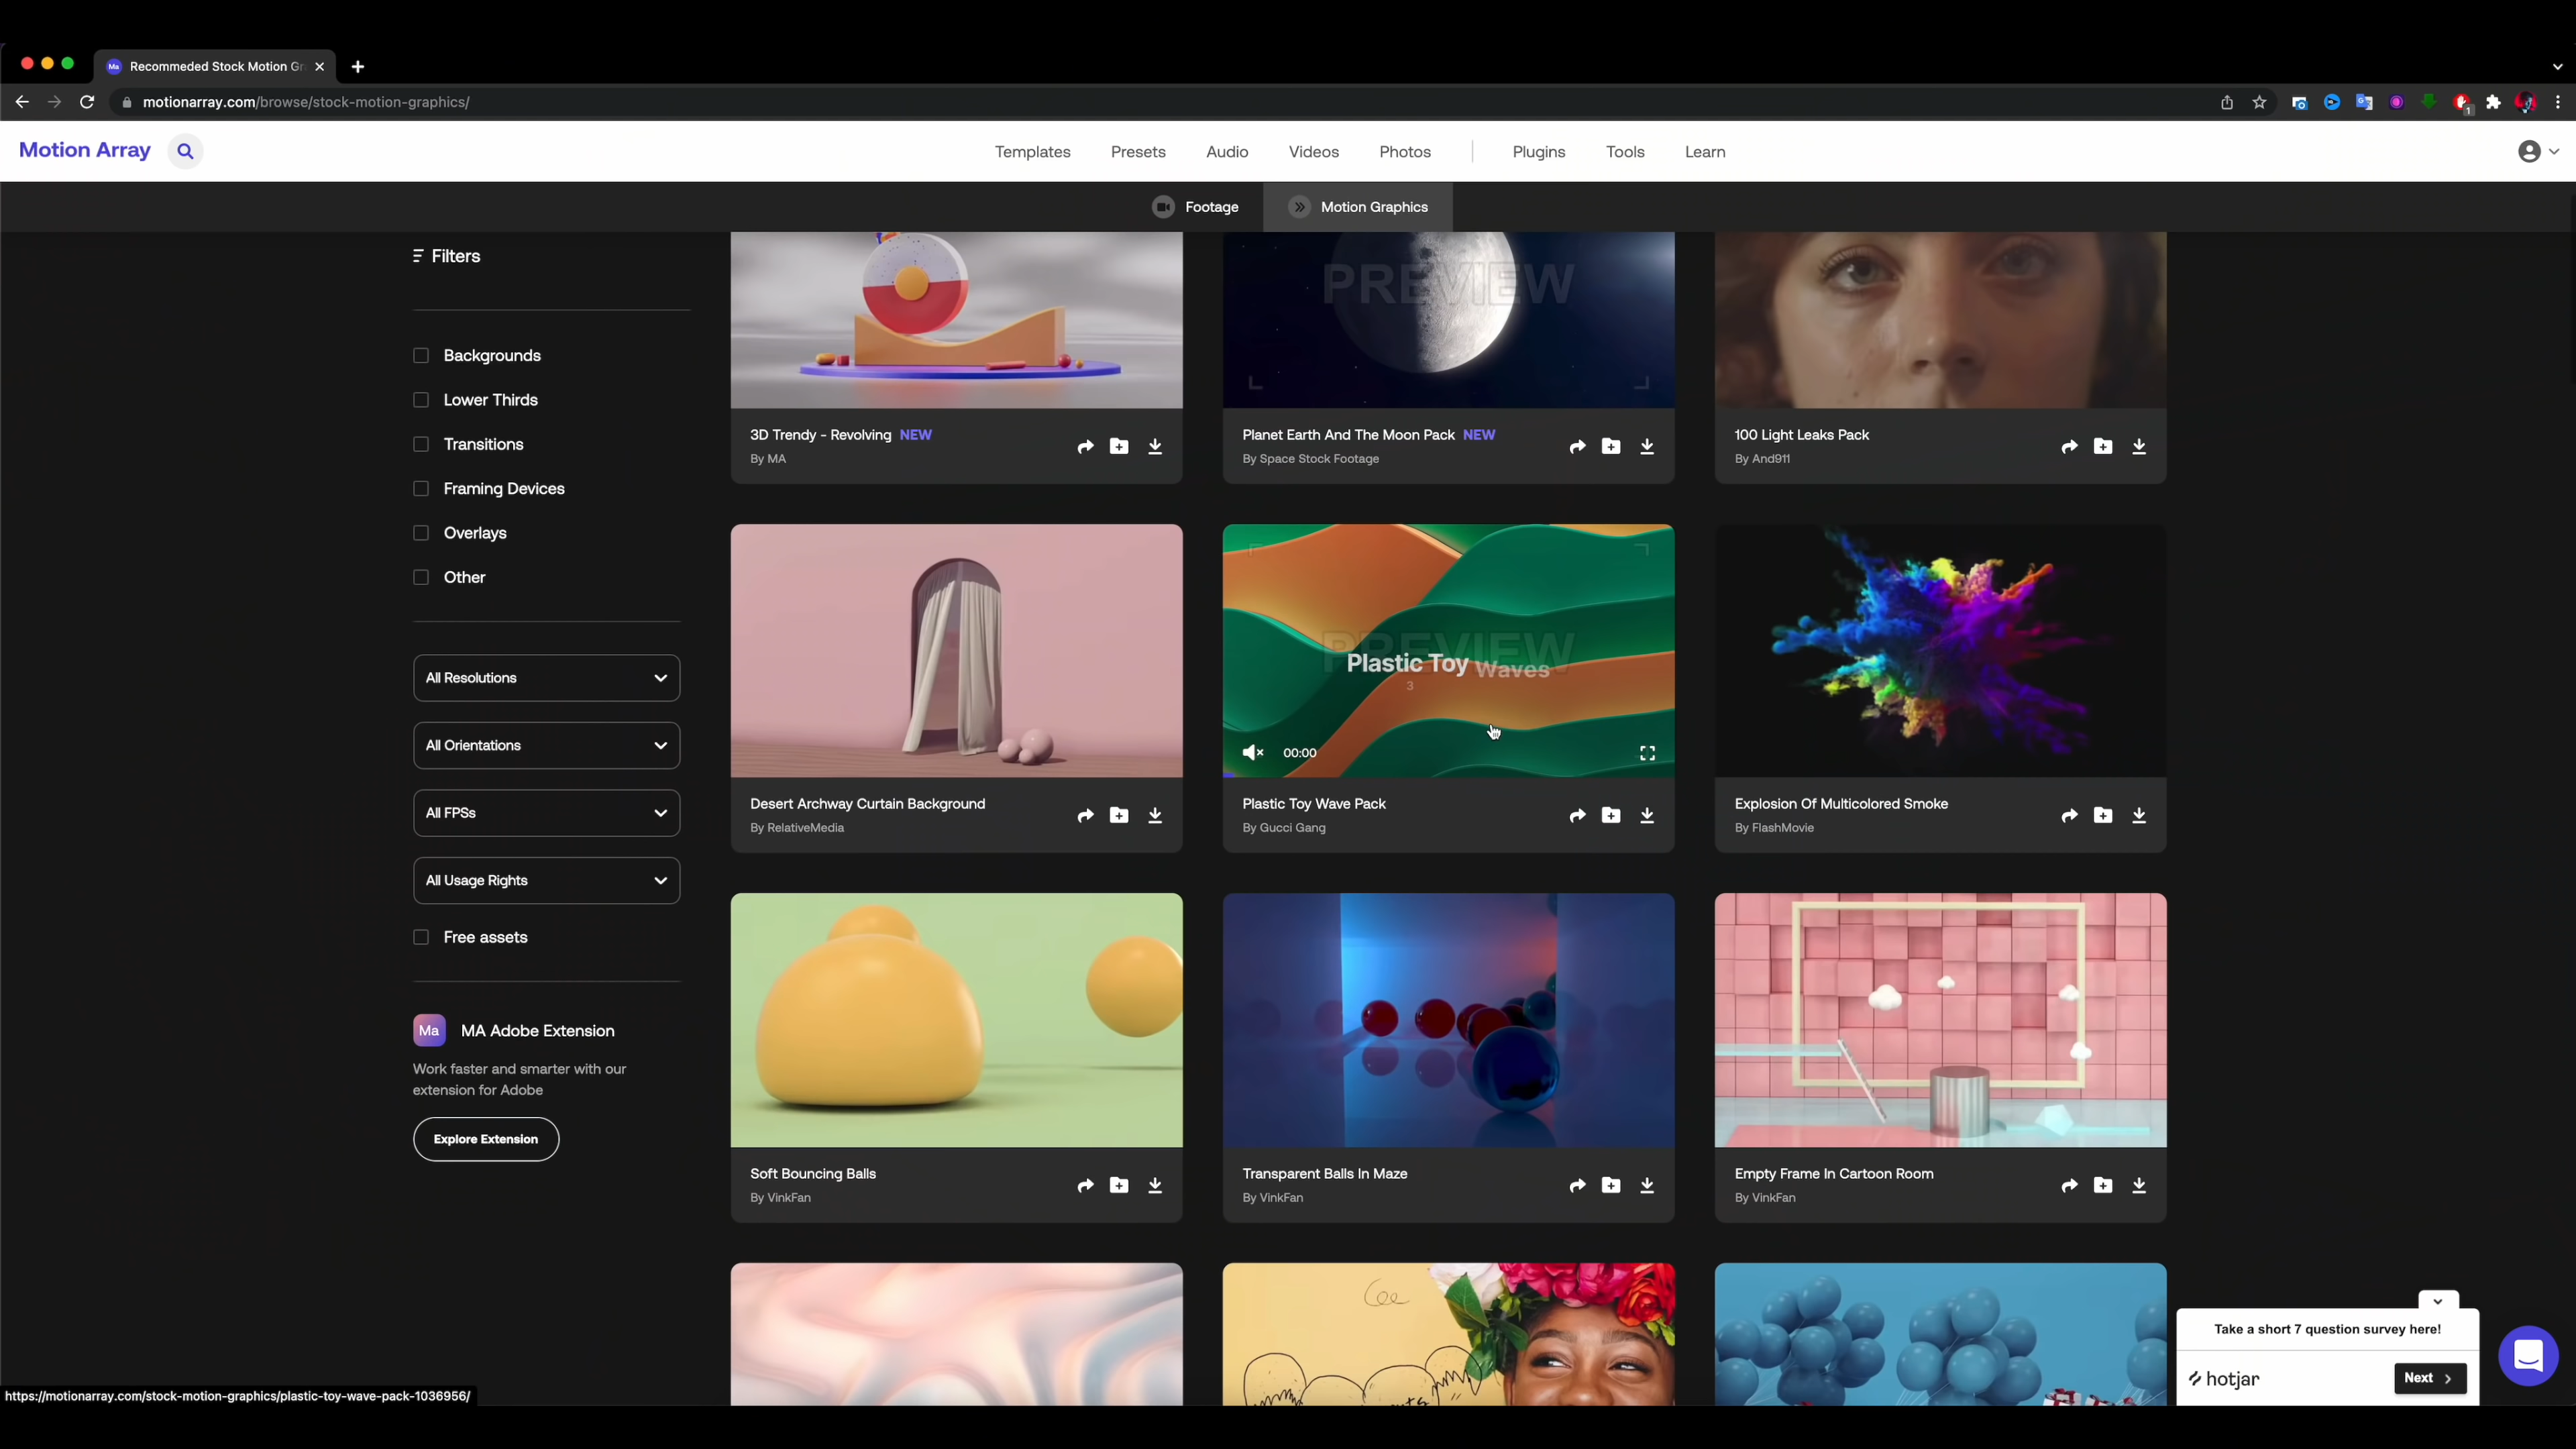 Ma Recommeded Stock Motion Gr
motionarray.com/browse/stock-motion-graphics/
1
Motion Array
Templates
Presets
Audio
Videos
Photos
Plugins
Tools
Learn
Footage
Motion Graphics
Filters
Backgrounds
Lower Thirds
Transitions
Framing Devices
Overlays
Other
All Resolutions
All Orientations
All FPSs
All Usage Rights
Free assets
Ma MA Adobe Extension
Work faster and smarter with our
extension for Adobe
Explore Extension
3D Trendy - Revolving NEW
By MA
PREVIEW
Planet Earth And The Moon Pack NEW
By Space Stock Footage
100 Light Leaks Pack
By And911
Desert Archway Curtain Background
By RelativeMedia
PREVIEW
Plastic Toy Waves
3
00:00
Plastic Toy Wave Pack
By Gucci Gang
Explosion Of Multicolored Smoke
By FlashMovie
Soft Bouncing Balls
By VinkFan
Transparent Balls In Maze
By VinkFan
Empty Frame In Cartoon Room
By VinkFan
Take a short 7 question survey here!
hotjar
Next
https://motionarray.com/stock-motion-graphics/plastic-toy-wave-pack-1036956/